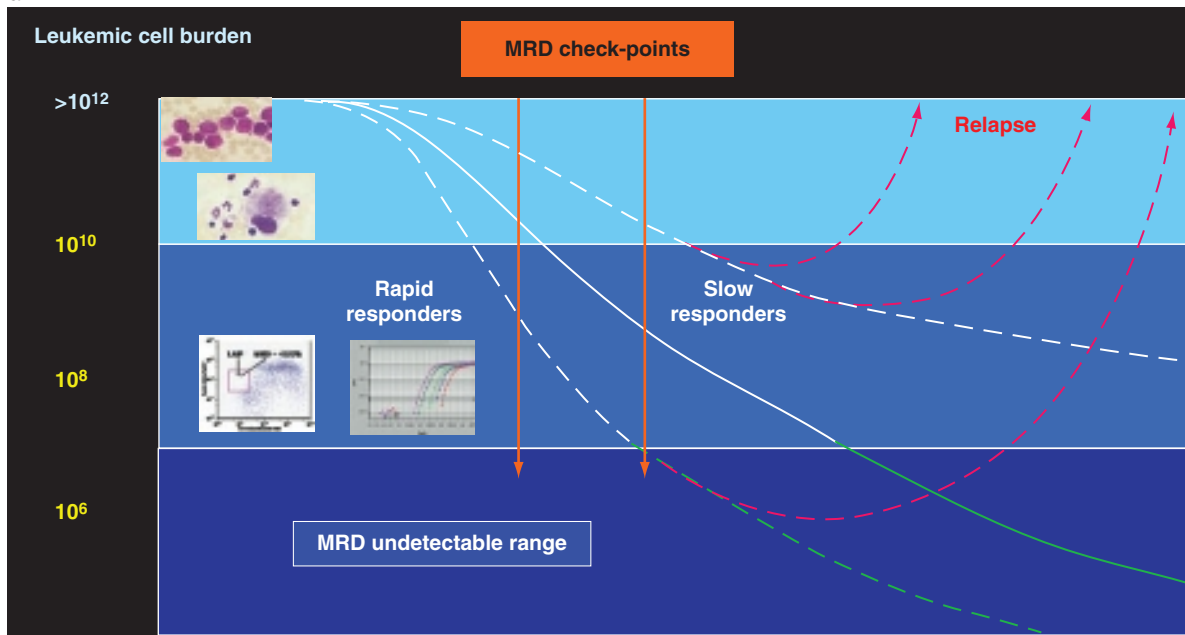 Leukemic cell burden
MRD check-points
>10¹²
Relapse
10¹⁰
Rapid
responders
Slow
responders
10⁸
10⁶
MRD undetectable range